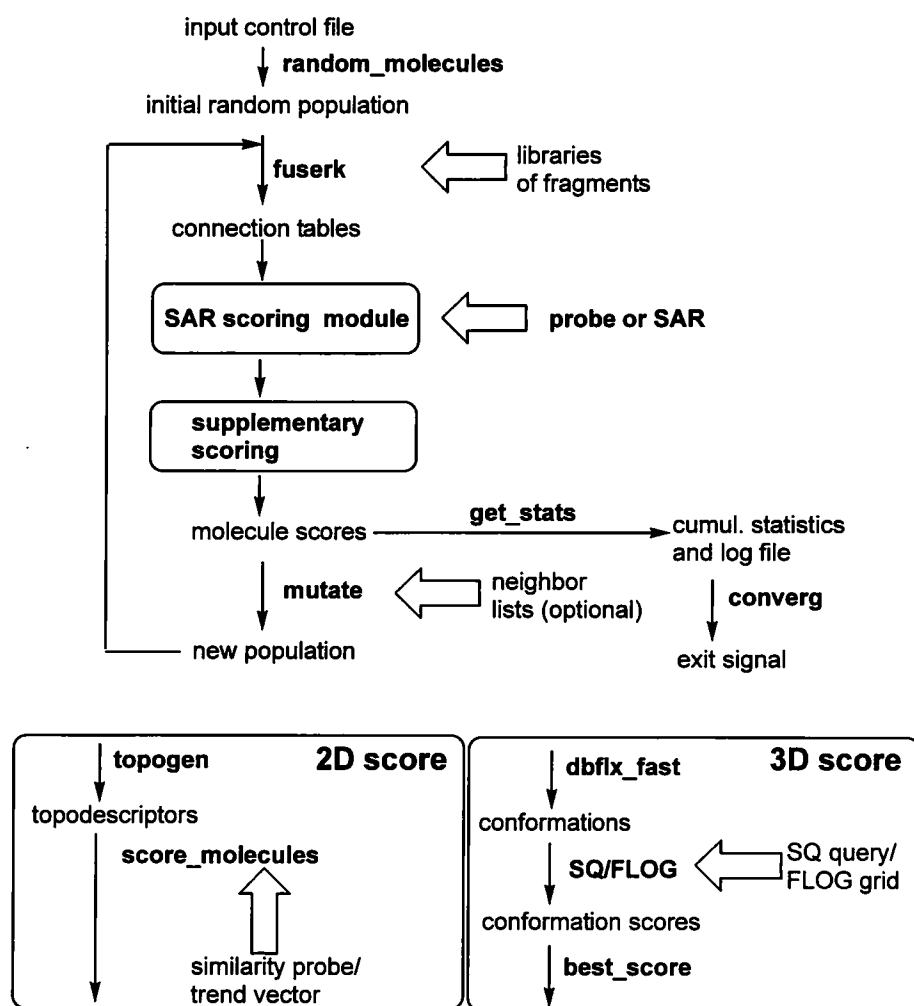 input control file
random_molecules
initial random population
fuserk
libraries
of fragments
connection tables
SAR scoring module
probe or SAR
supplementary
scoring
molecule scores
get_stats
cumul. statistics
and log file
mutate
neighbor
lists (optional)
converg
new population
exit signal
topogen
2D score
topodescriptors
score_molecules
similarity probe/
trend vector
dbflx_fast
3D score
conformations
SQ/FLOG
SQ query/
FLOG grid
conformation scores
best_score